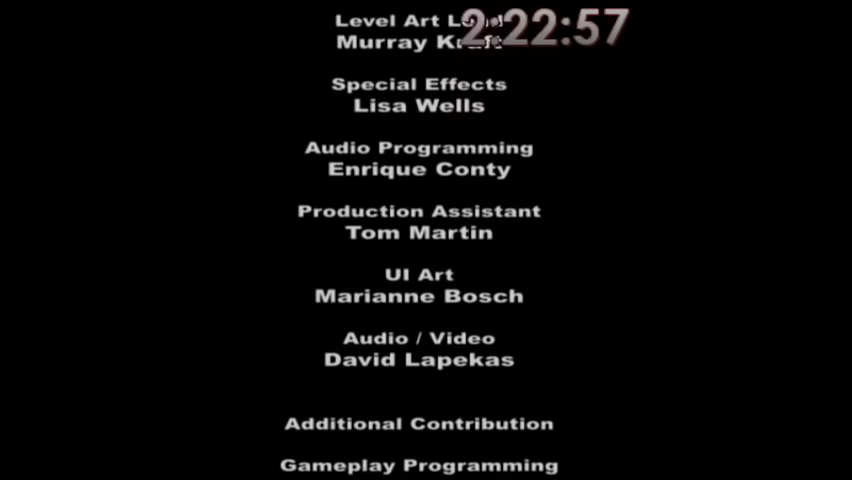 Level Art
2:22:57
Murray
Special Effects
Lisa Wells
Audio Programming
Enrique Conty
Production Assistant
Tom Martin
UI Art
Marianne Bosch
Audio / Video
David Lapekas
Additional Contribution
Gameplay Programming